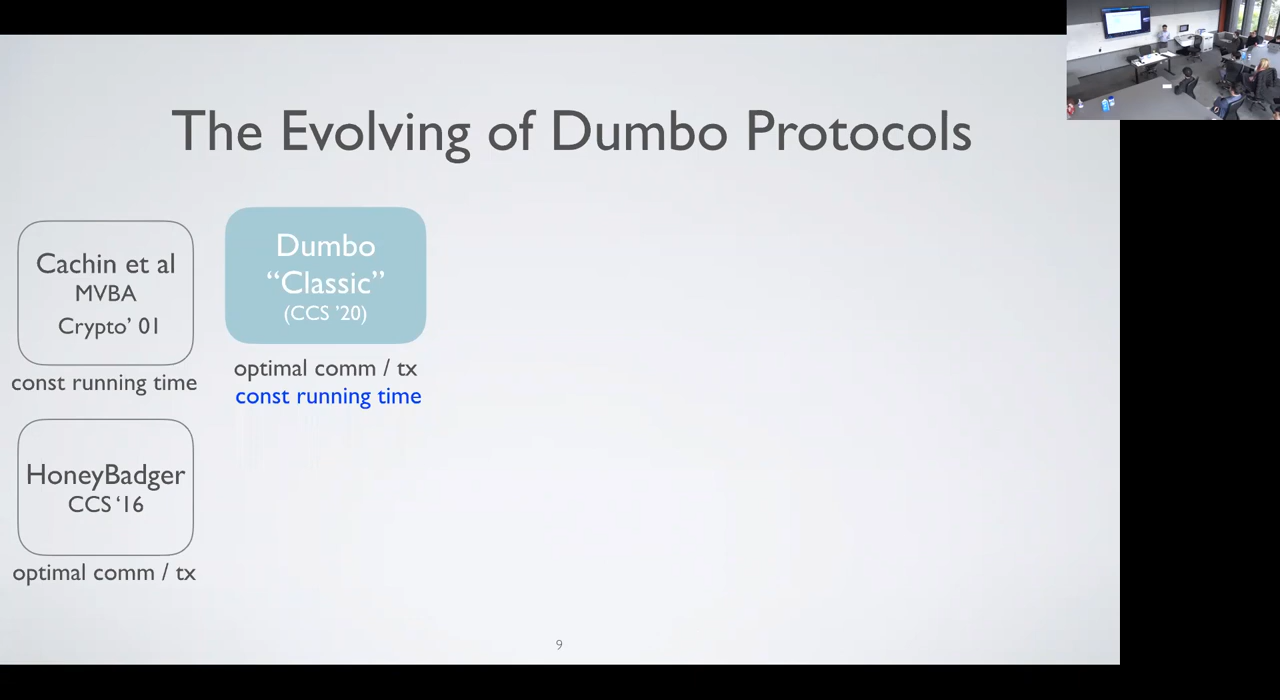 The Evolving of Dumbo Protocols
Cachin et al
MVBA
Crypto’ 01
const running time
HoneyBadger
CCS ‘16
optimal comm / tx
Dumbo
“Classic”
(CCS ’20)
optimal comm / tx
const running time
9